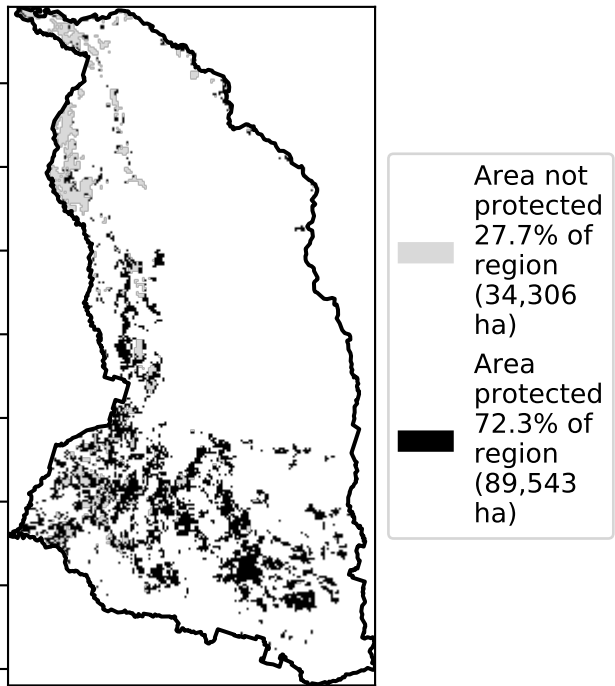 Area not
protected
27.7% of
region
(34,306
ha)
Area
protected
72.3% of
region
(89,543
ha)